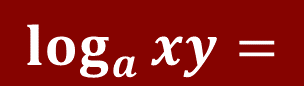 logₐ xy =